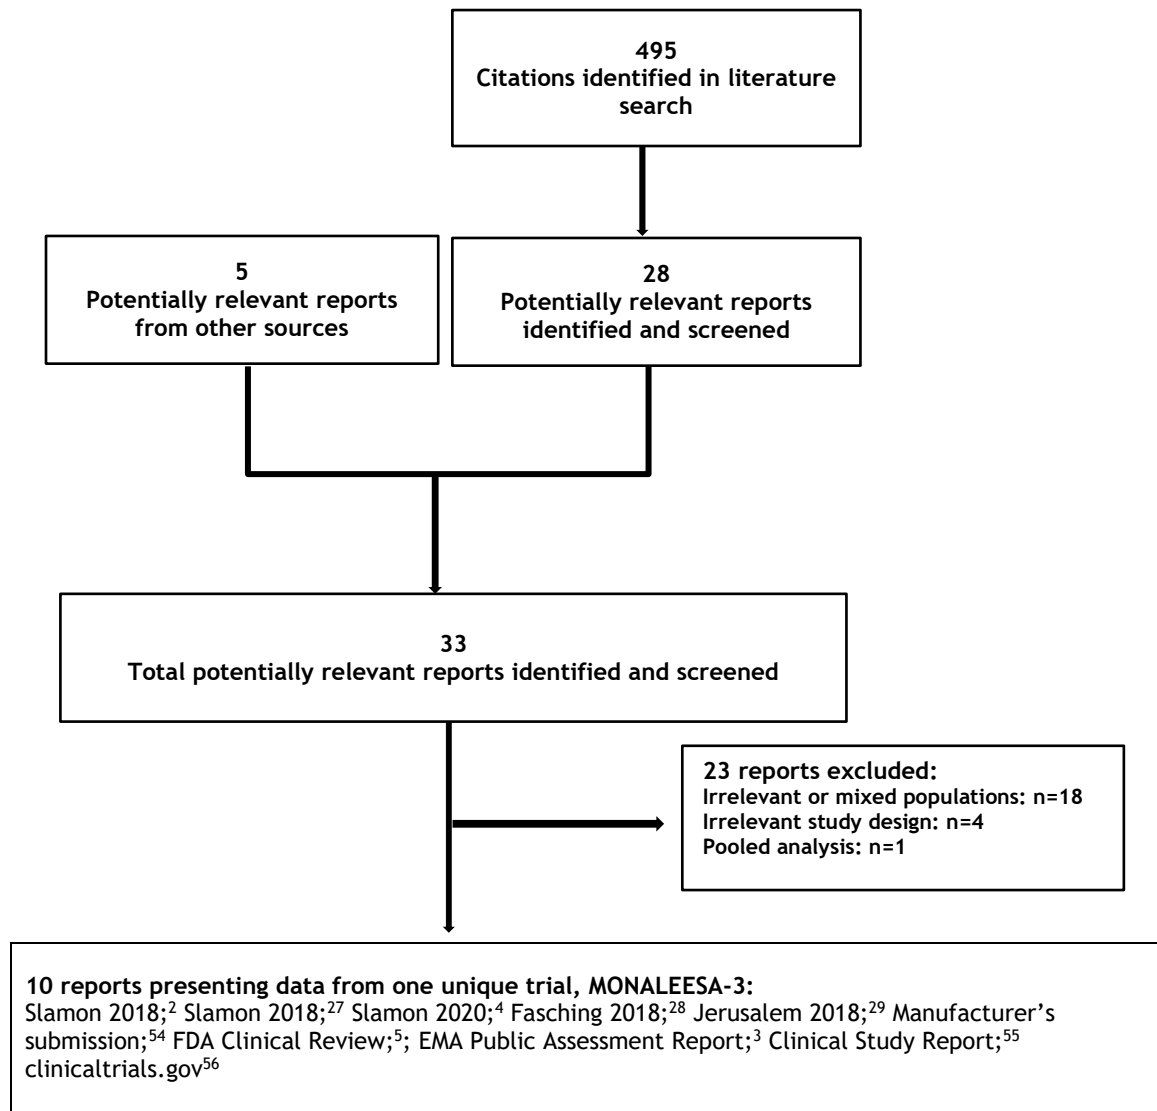 495
Citations identified in literature
search
5
Potentially relevant reports
from other sources
28
Potentially relevant reports
identified and screened
33
Total potentially relevant reports identified and screened
23 reports excluded:
Irrelevant or mixed populations: n=18
Irrelevant study design: n=4
Pooled analysis: n=1
10 reports presenting data from one unique trial, MONALEESA-3:
Slamon 2018;2 Slamon 2018;27 Slamon 2020;4 Fasching 2018;28 Jerusalem 2018;29 Manufacturer’s
submission;54 FDA Clinical Review;5; EMA Public Assessment Report;3 Clinical Study Report;55
clinicaltrials.gov56